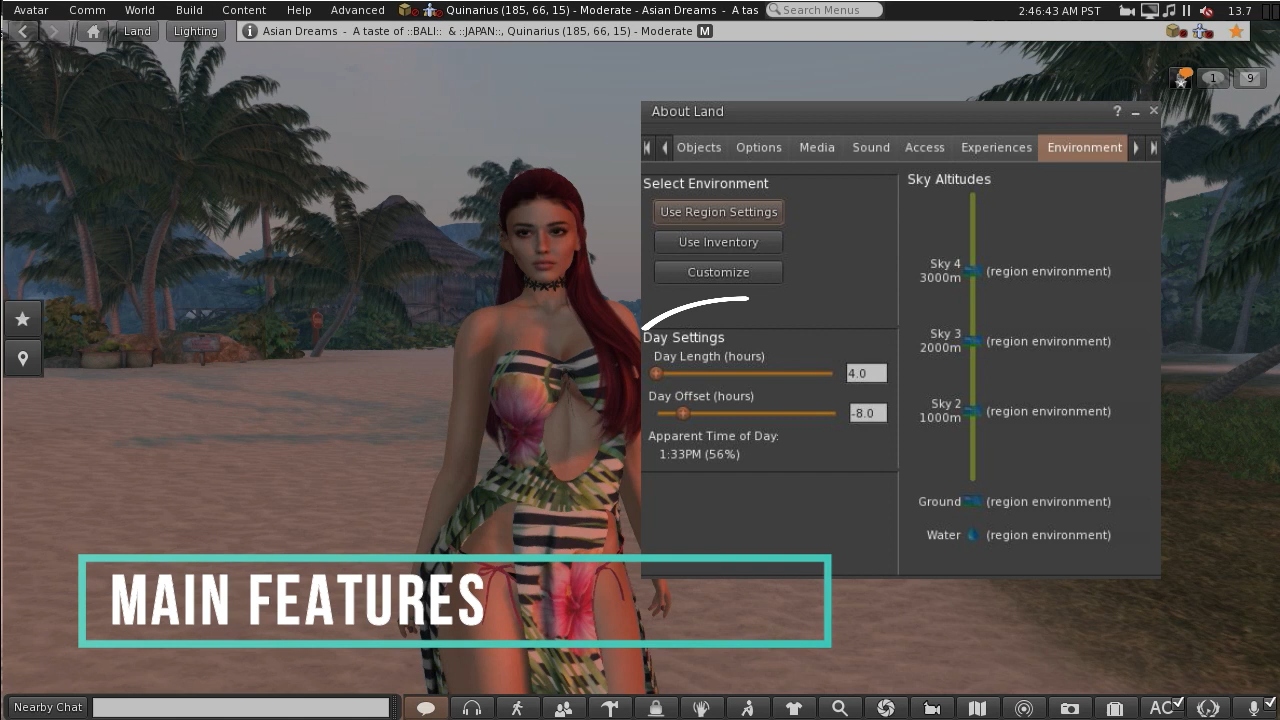 Avatar Comm World Build Content Help Advanced Quinarius (185, 66, 15) - Moderate - Asian Dreams - A tas Search Menus 2:46:43 AM PST 13.7
Land Lighting Asian Dreams - A taste of ::BALI:: & ::JAPAN::, Quinarius (185, 66, 15) - Moderate M
1 9
About Land ?
Objects Options Media Sound Access Experiences Environment
Select Environment
Use Region Settings
Use Inventory
Customize
Day Settings
Day Length (hours)
4.0
Day Offset (hours)
-8.0
Apparent Time of Day:
1:33PM (56%)
Sky Altitudes
Sky 4
3000m (region environment)
Sky 3
2000m (region environment)
Sky 2
1000m (region environment)
Ground (region environment)
Water (region environment)
MAIN FEATURES
Nearby Chat AC